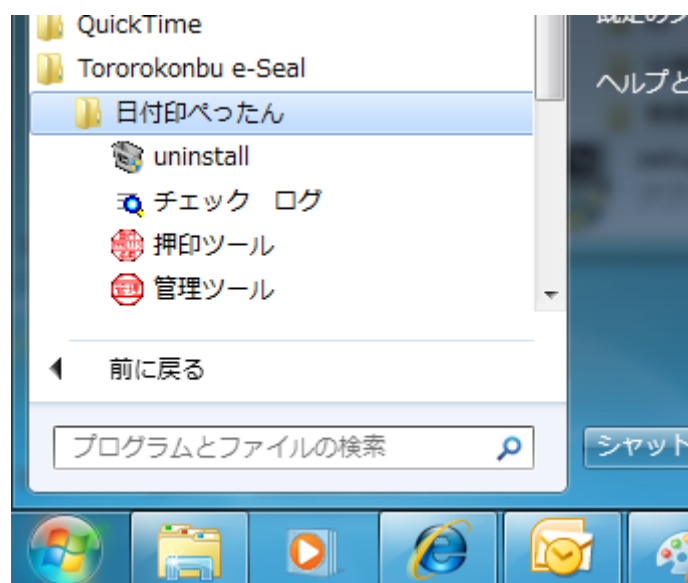 QuickTime
Tororokonbu e-Seal
日付印ぺったん
uninstall
チェック　ログ
押印ツール
管理ツール
前に戻る
プログラムとファイルの検索
ヘルプと
シャット